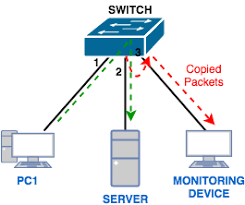 SWITCH
1
2
3
Copied
Packets
PC1
SERVER
MONITORING
DEVICE